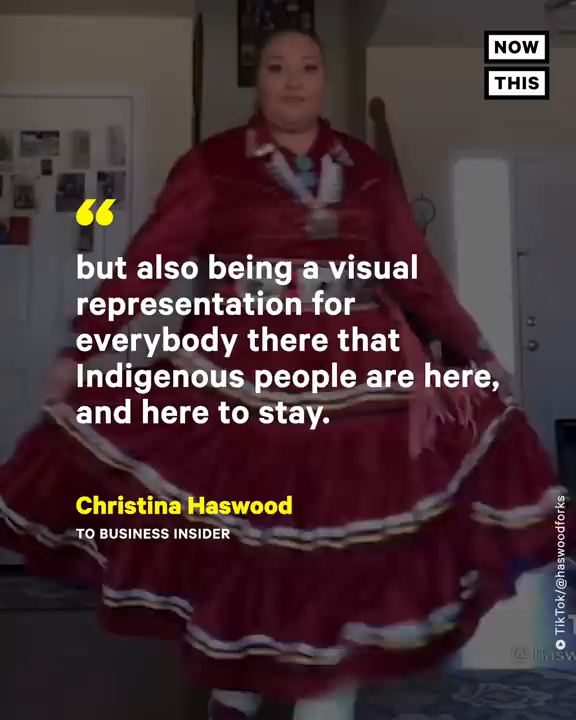 NOW
THIS
“
but also being a visual
representation for
everybody there that
Indigenous people are here,
and here to stay.
Christina Haswood
TO BUSINESS INSIDER
TikTok/@haswoodforks